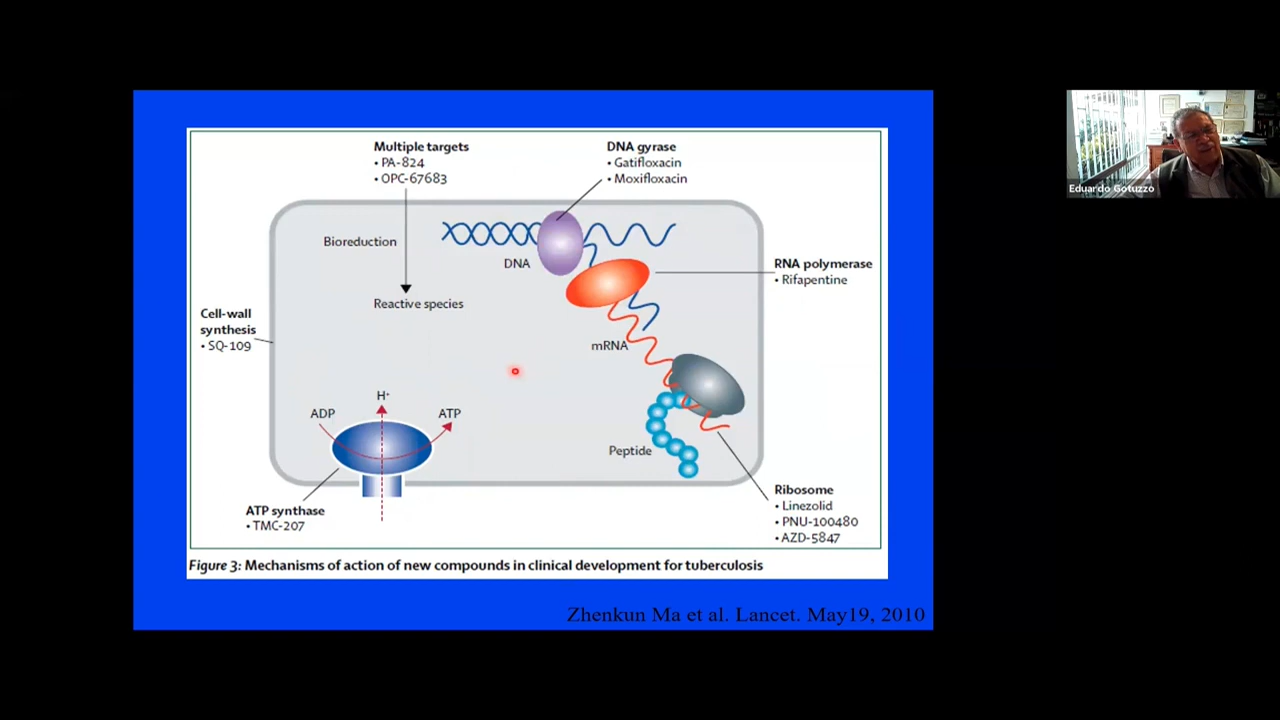 Multiple targets
• PA-824
• OPC-67683
DNA gyrase
• Gatifloxacin
• Moxifloxacin
Bioreduction
DNA
Reactive species
RNA polymerase
• Rifapentine
Cell-wall
synthesis
• SQ-109
mRNA
H+
ADP
ATP
Peptide
ATP synthase
• TMC-207
Ribosome
• Linezolid
• PNU-100480
• AZD-5847
Figure 3: Mechanisms of action of new compounds in clinical development for tuberculosis
Zhenkun Ma et al. Lancet. May19, 2010
Eduardo Gotuzzo